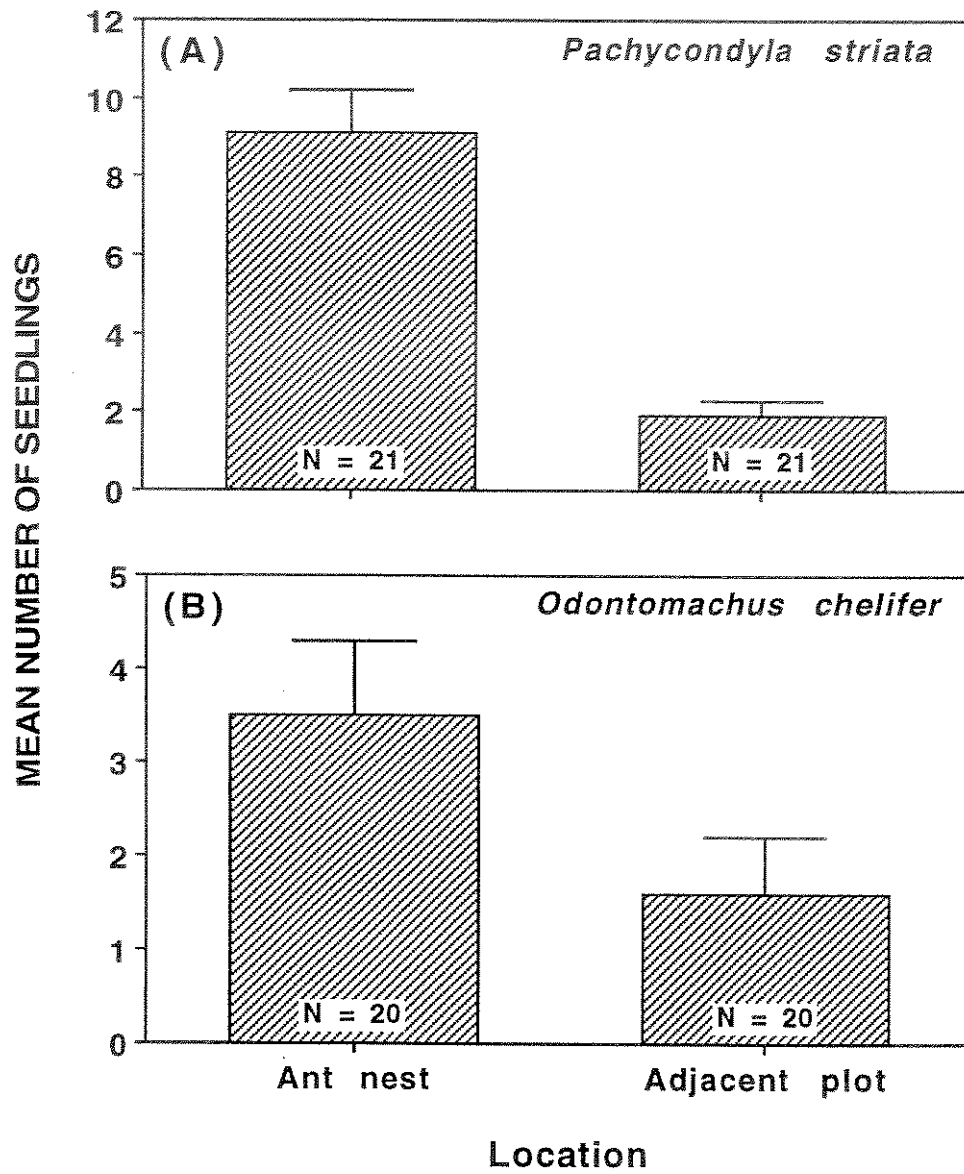 MEAN NUMBER OF SEEDLINGS
(A) Pachycondyla striata
12
10
8
6
4
2
0
N = 21
N = 21
(B) Odontomachus chelifer
5
4
3
2
1
0
N = 20
N = 20
Ant nest
Adjacent plot
Location